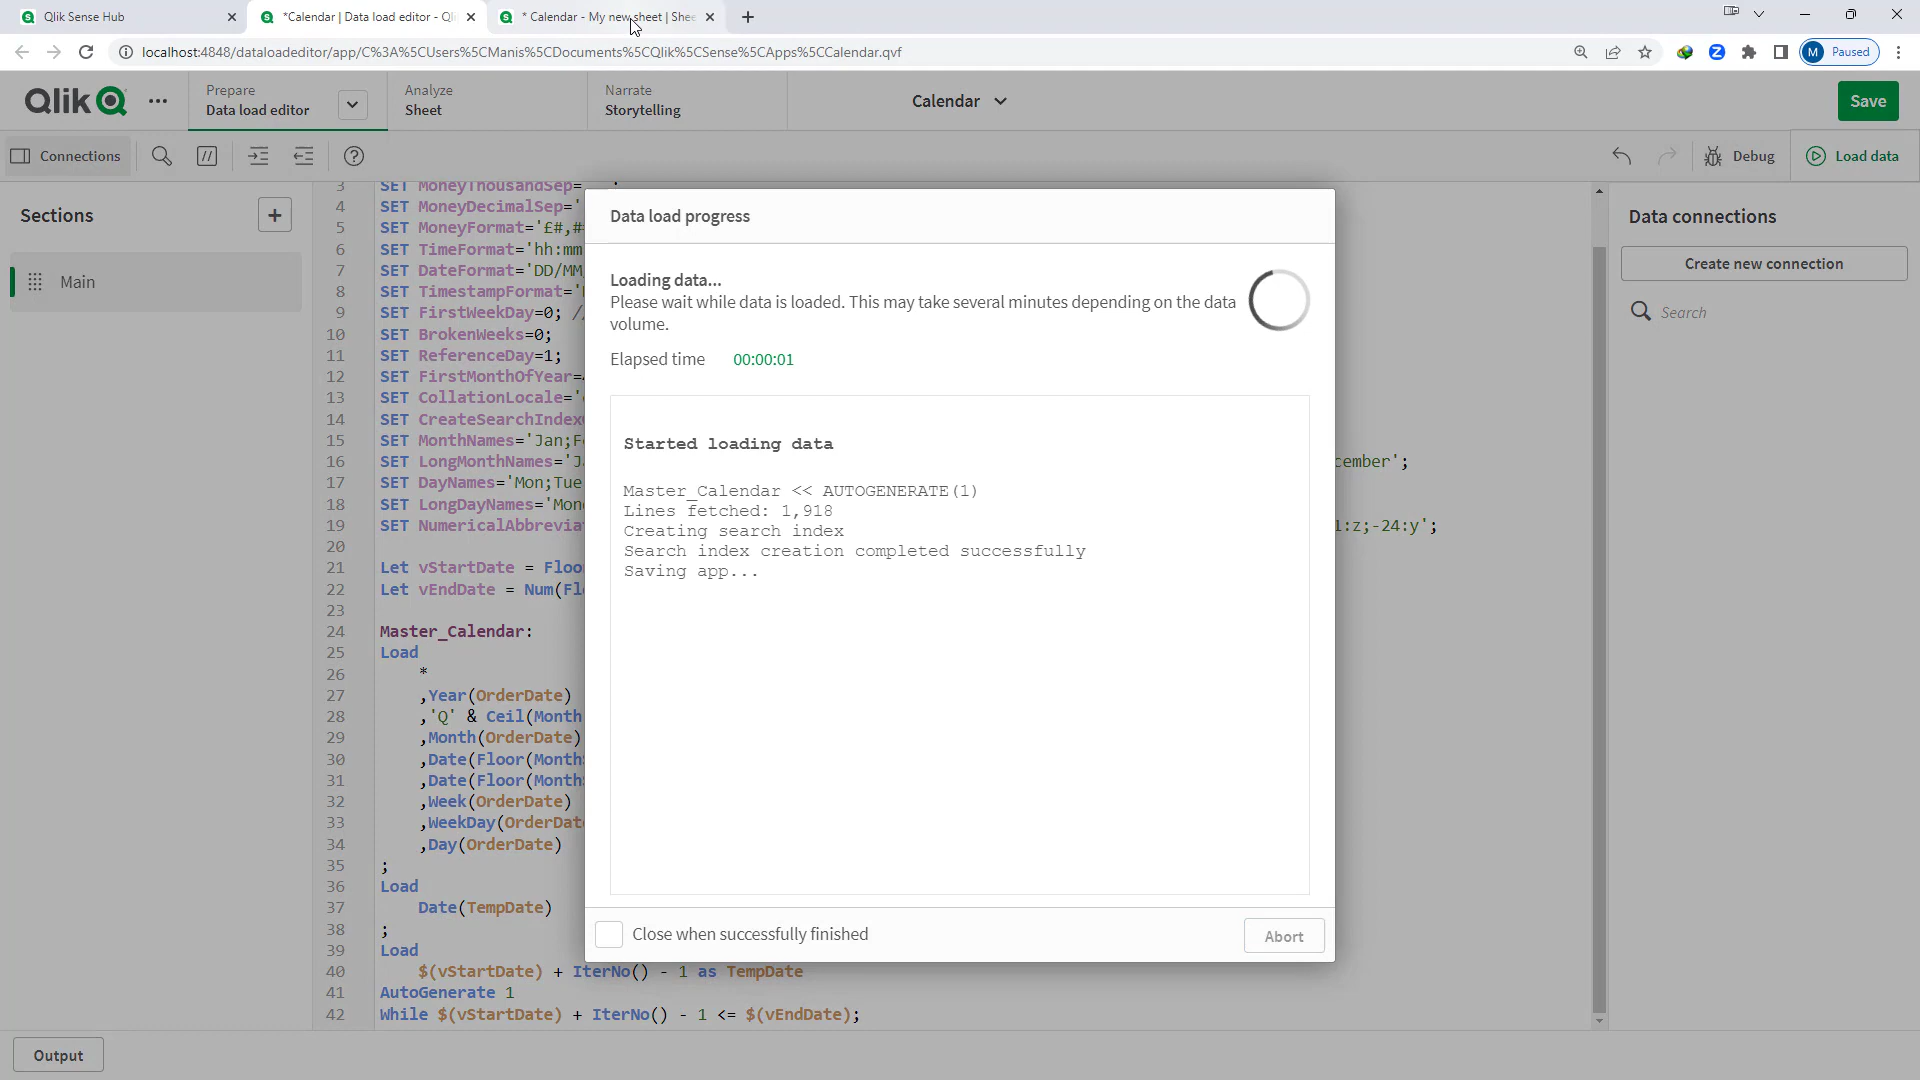 Qlik Sense Hub
*Calendar | Data load editor - Qli
* Calendar - My new sheet | Shee
localhost:4848/dataloadeditor/app/C%3A%5CUsers%5CManis%5CDocuments%5CQlik%5CSense%5CApps%5CCalendar.qvf
M Paused
Qlik
Prepare
Data load editor
Analyze
Sheet
Narrate
Storytelling
Calendar
Save
Connections
//
Debug
Load data
Sections
Main
3 SET MoneyThousandSep=
4 SET MoneyDecimalSep='
5 SET MoneyFormat='£#,#
6 SET TimeFormat='hh:mm
7 SET DateFormat='DD/MM
8 SET TimestampFormat='
9 SET FirstWeekDay=0; /
10 SET BrokenWeeks=0;
11 SET ReferenceDay=1;
12 SET FirstMonthOfYear=
13 SET CollationLocale='
14 SET CreateSearchIndex
15 SET MonthNames='Jan;F
16 SET LongMonthNames='J ember';
17 SET DayNames='Mon;Tue
18 SET LongDayNames='Mon
19 SET NumericalAbbrevia :z;-24:y';
20
21 Let vStartDate = Floo
22 Let vEndDate = Num(Fl
23
24 Master_Calendar:
25 Load
26 *
27 ,Year(OrderDate)
28 ,'Q' & Ceil(Month
29 ,Month(OrderDate)
30 ,Date(Floor(Month
31 ,Date(Floor(Month
32 ,Week(OrderDate)
33 ,WeekDay(OrderDat
34 ,Day(OrderDate)
35 ;
36 Load
37 Date(TempDate)
38 ;
39 Load
40 $(vStartDate) + IterNo() - 1 as TempDate
41 AutoGenerate 1
42 While $(vStartDate) + IterNo() - 1 <= $(vEndDate);
Data load progress
Loading data...
Please wait while data is loaded. This may take several minutes depending on the data
volume.
Elapsed time 00:00:01
Started loading data
Master_Calendar << AUTOGENERATE(1)
Lines fetched: 1,918
Creating search index
Search index creation completed successfully
Saving app...
Close when successfully finished
Abort
Data connections
Create new connection
Search
Output